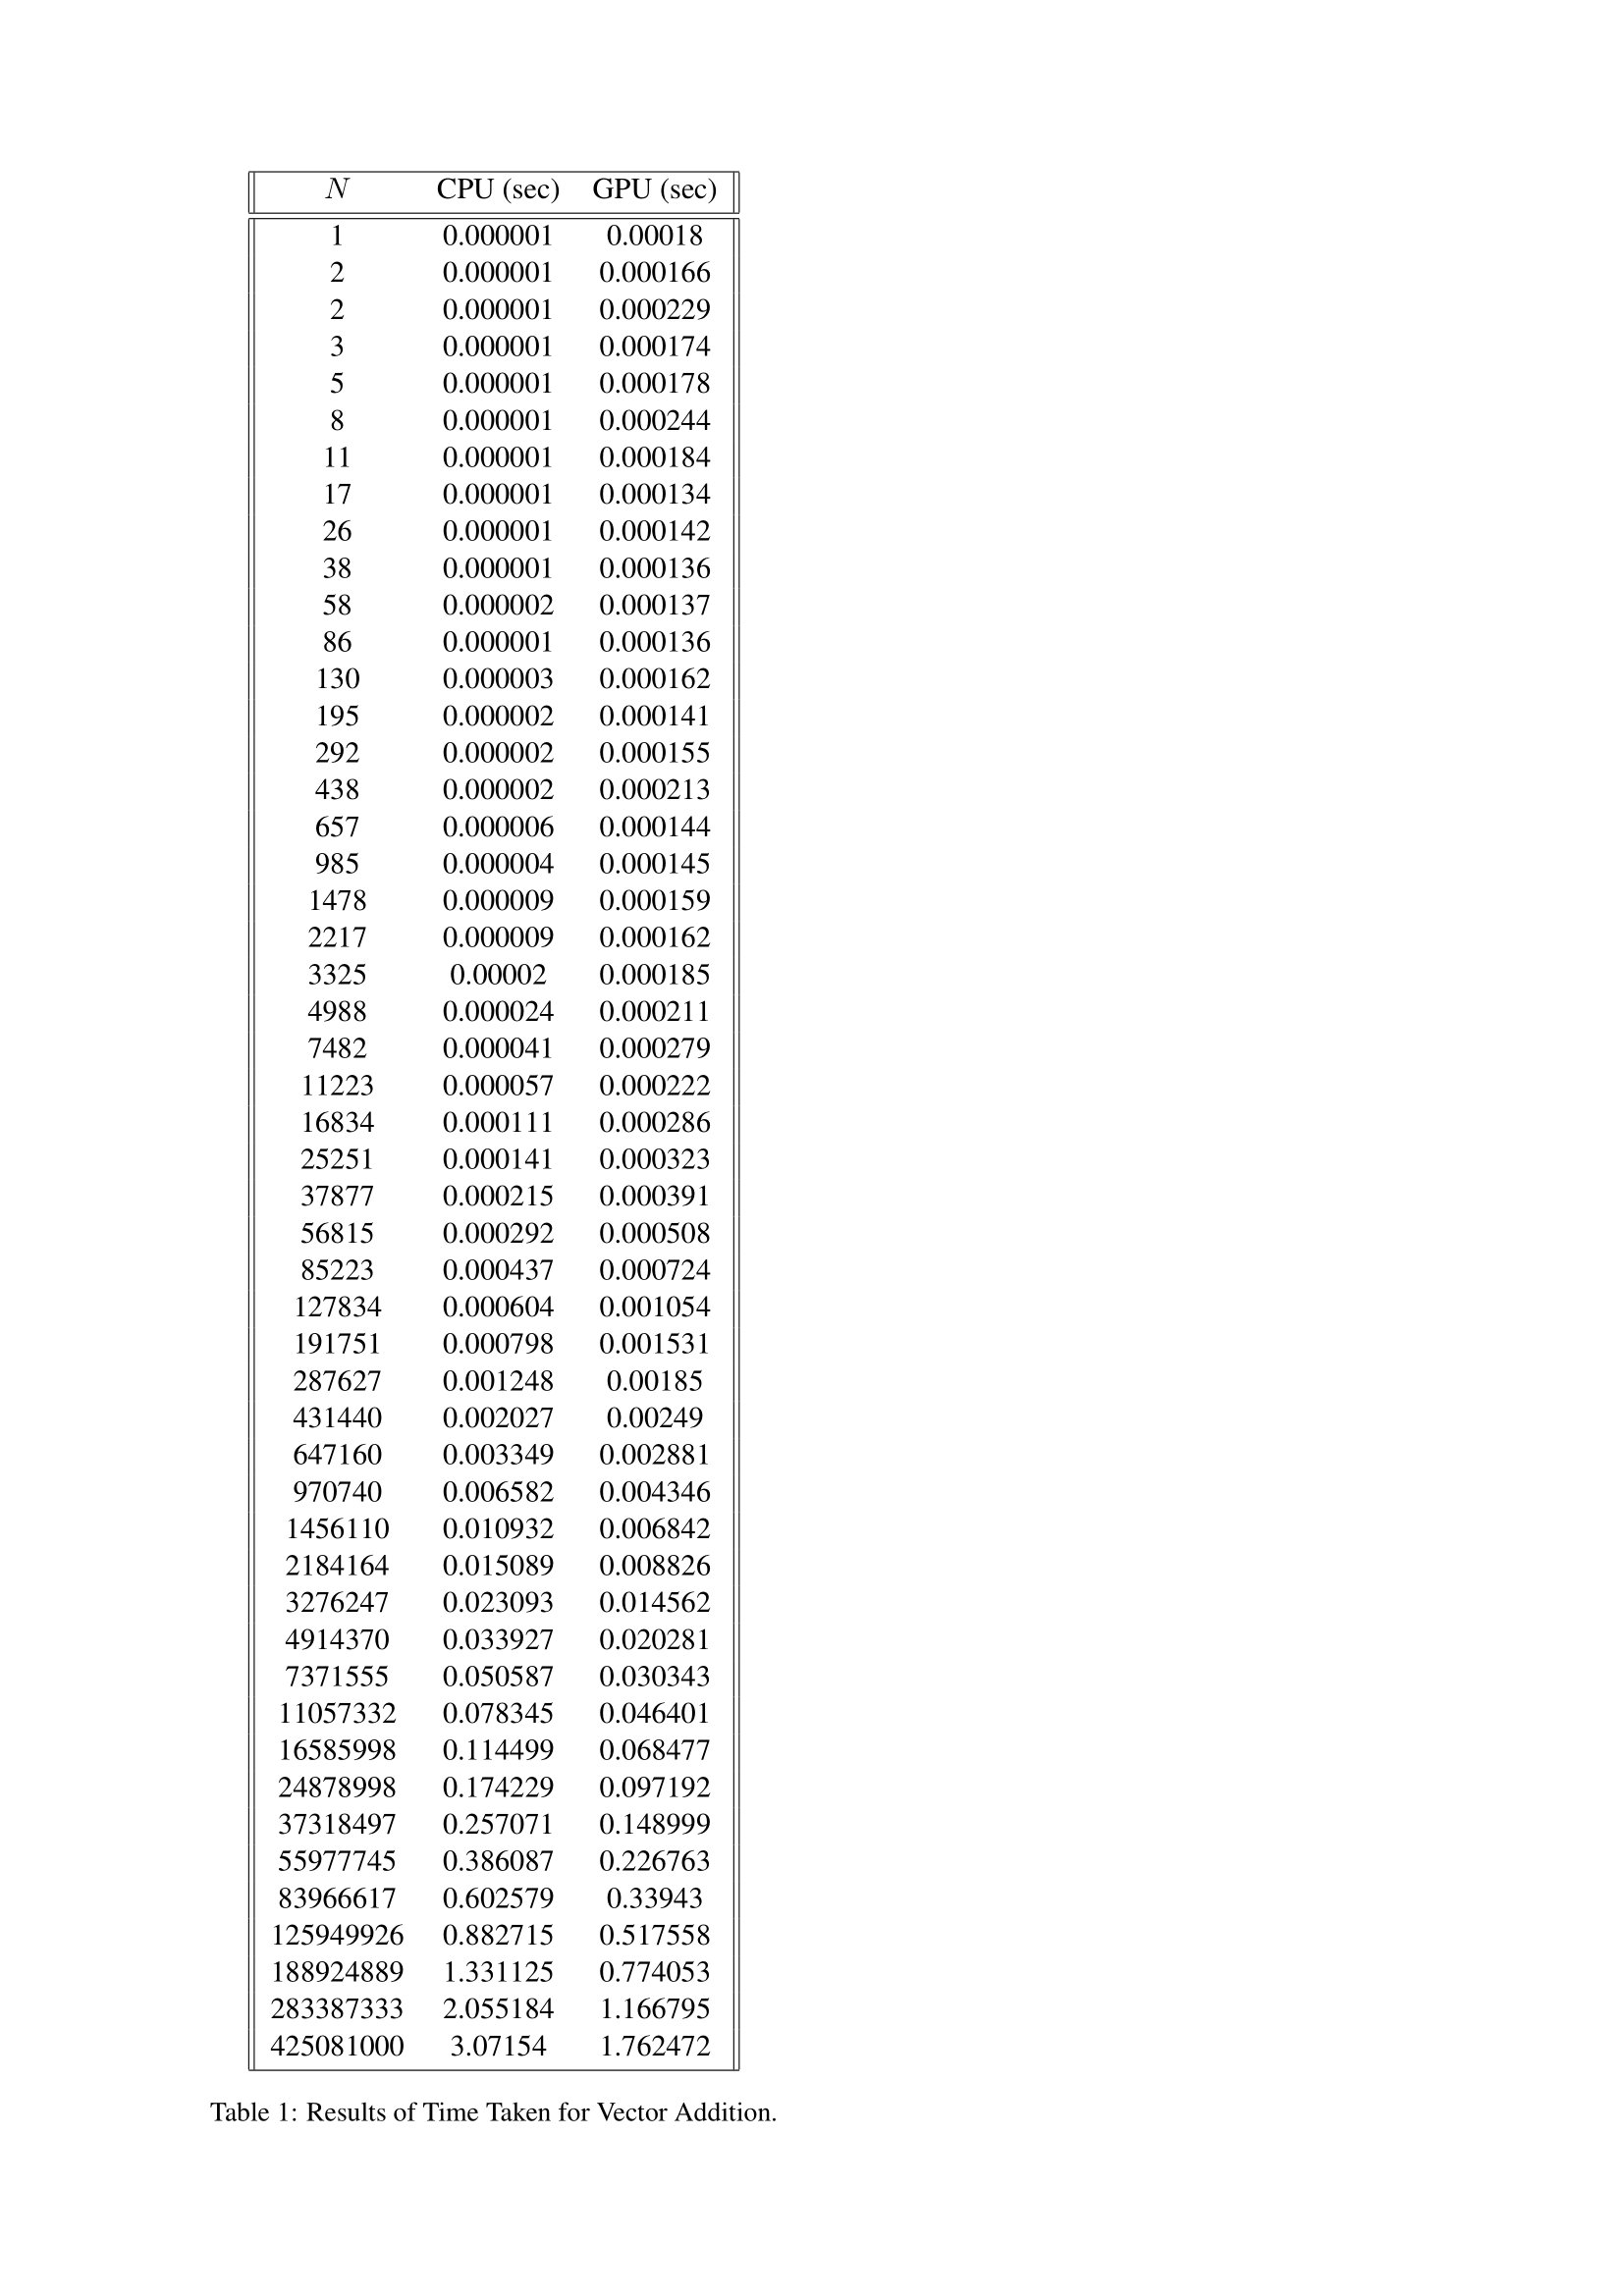 N CPU (sec) GPU (sec)
1 0.000001 0.00018
2 0.000001 0.000166
2 0.000001 0.000229
3 0.000001 0.000174
5 0.000001 0.000178
8 0.000001 0.000244
11 0.000001 0.000184
17 0.000001 0.000134
26 0.000001 0.000142
38 0.000001 0.000136
58 0.000002 0.000137
86 0.000001 0.000136
130 0.000003 0.000162
195 0.000002 0.000141
292 0.000002 0.000155
438 0.000002 0.000213
657 0.000006 0.000144
985 0.000004 0.000145
1478 0.000009 0.000159
2217 0.000009 0.000162
3325 0.00002 0.000185
4988 0.000024 0.000211
7482 0.000041 0.000279
11223 0.000057 0.000222
16834 0.000111 0.000286
25251 0.000141 0.000323
37877 0.000215 0.000391
56815 0.000292 0.000508
85223 0.000437 0.000724
127834 0.000604 0.001054
191751 0.000798 0.001531
287627 0.001248 0.00185
431440 0.002027 0.00249
647160 0.003349 0.002881
970740 0.006582 0.004346
1456110 0.010932 0.006842
2184164 0.015089 0.008826
3276247 0.023093 0.014562
4914370 0.033927 0.020281
7371555 0.050587 0.030343
11057332 0.078345 0.046401
16585998 0.114499 0.068477
24878998 0.174229 0.097192
37318497 0.257071 0.148999
55977745 0.386087 0.226763
83966617 0.602579 0.33943
125949926 0.882715 0.517558
188924889 1.331125 0.774053
283387333 2.055184 1.166795
425081000 3.07154 1.762472
Table 1: Results of Time Taken for Vector Addition.